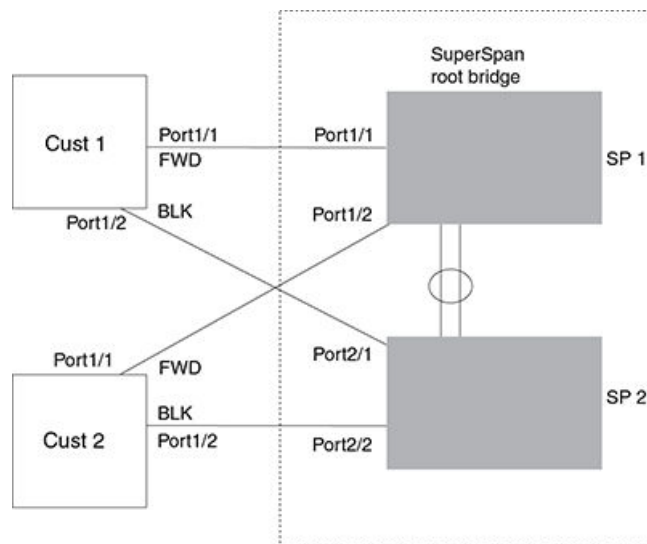 SuperSpan
root bridge
Cust 1
Port1/1
FWD
Port1/1
SP 1
BLK
Port1/2
Port1/2
Port1/1
FWD
Port2/1
SP 2
Cust 2
BLK
Port1/2
Port2/2